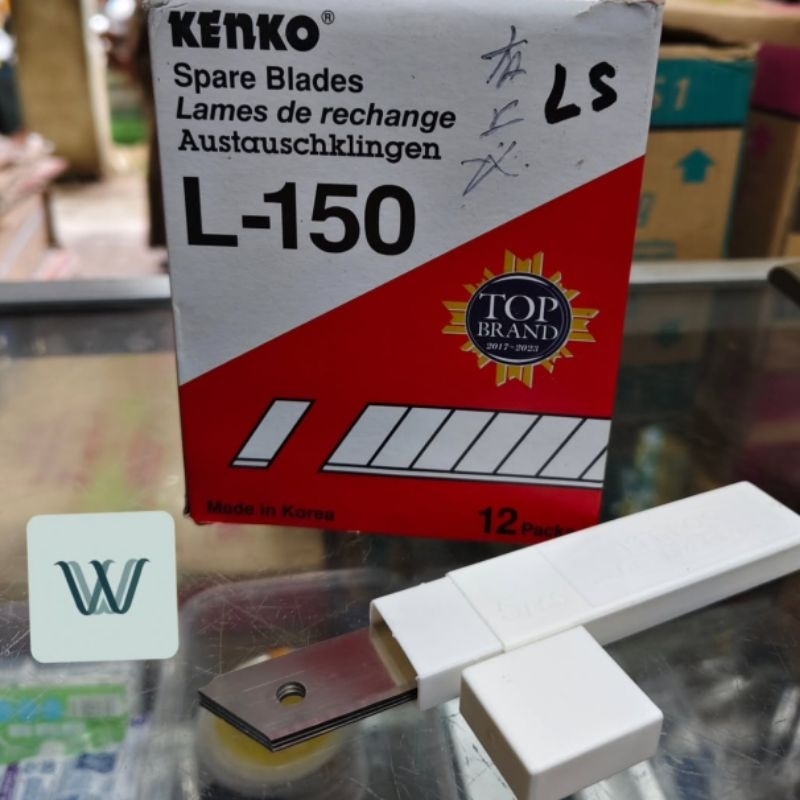 KENKO®
Spare Blades
Lames de rechange
Austauschklingen
L-150
LS
TOP
BRAND
2017-2023
Made in Korea
12 Packs
W